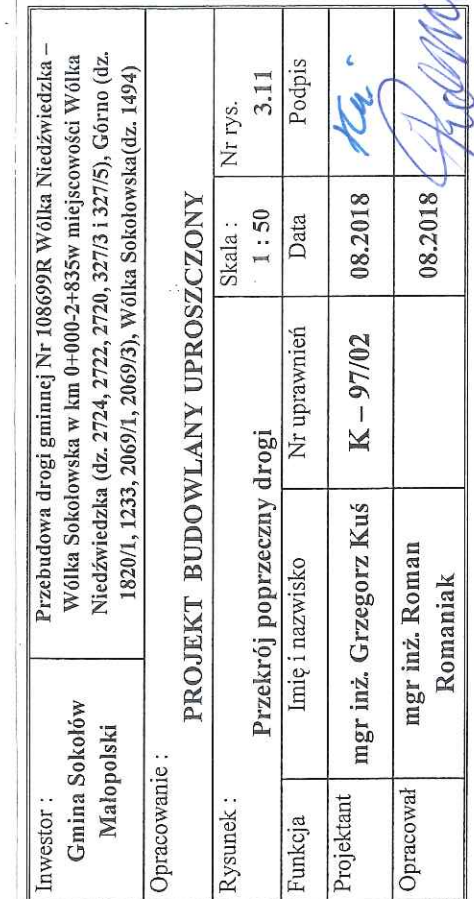 Inwestor :
Gmina Sokołów
Małopolski
Przebudowa drogi gminnej Nr 108699R Wólka Niedźwiedzka –
Wólka Sokołowska w km 0+000-2+835w miejscowości Wólka
Niedźwiedzka (dz. 2724, 2722, 2720, 327/3 i 327/5), Górno (dz.
1820/1, 1233, 2069/1, 2069/3), Wólka Sokołowska(dz. 1494)
Opracowanie :
PROJEKT BUDOWLANY UPROSZCZONY
Rysunek :
Przekrój poprzeczny drogi
Skala :
1 : 50
Nr rys.
3.11
Funkcja Imię i nazwisko Nr uprawnień Data Podpis
Projektant mgr inż. Grzegorz Kuś K – 97/02 08.2018
Opracował mgr inż. Roman
Romaniak
08.2018